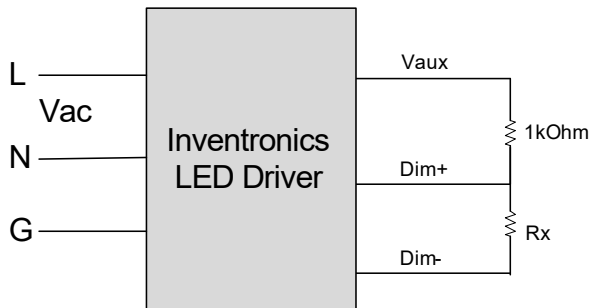 L
Vac
N
G
Inventronics
LED Driver
Vaux
1kOhm
Dim+
Rx
Dim-